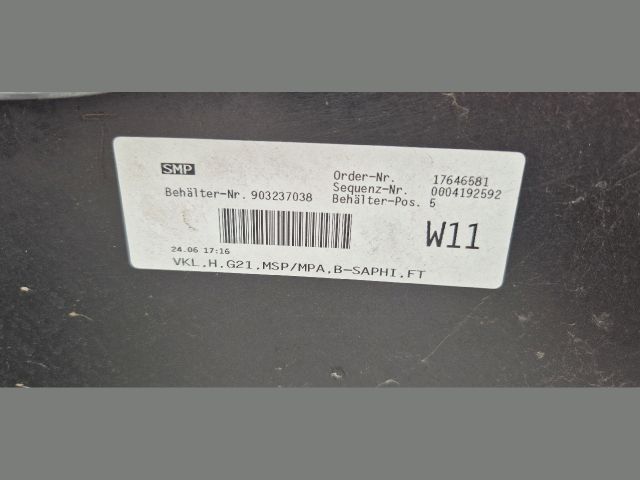 SMP
Order-Nr. 17646581
Sequenz-Nr. 0004192592
Behälter-Nr. 903237038 Behälter-Pos. 5
W11
24.06 17:16
VKL.H.G21.MSP/MPA.B-SAPHI.FT